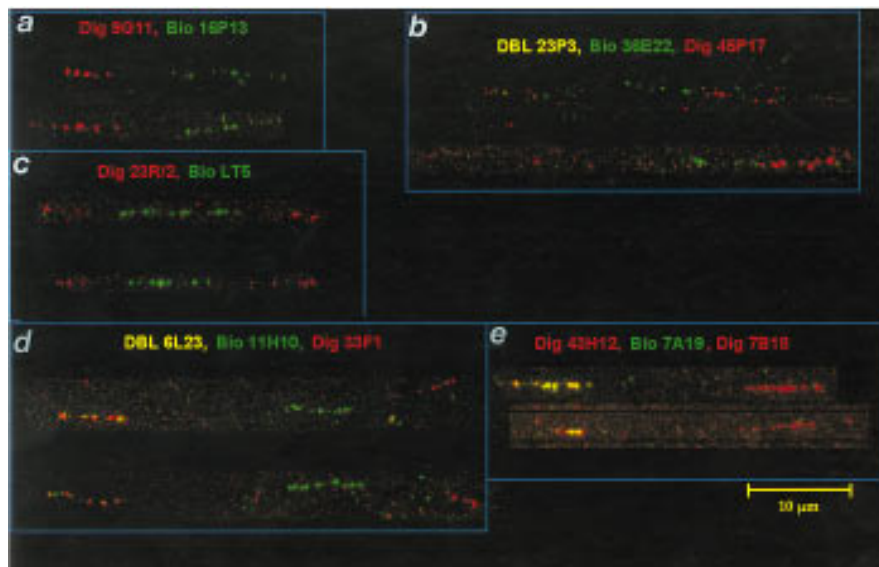 a
Dig 9G11, Bio 16P13
b
DBL 23P3, Bio 36E22, Dig 45P17
c
Dig 23R/2, Bio LT5
d
DBL 6L23, Bio 11H10, Dig 33F1
e
Dig 43H12, Bio 7A19, Dig 7B18
10 μm